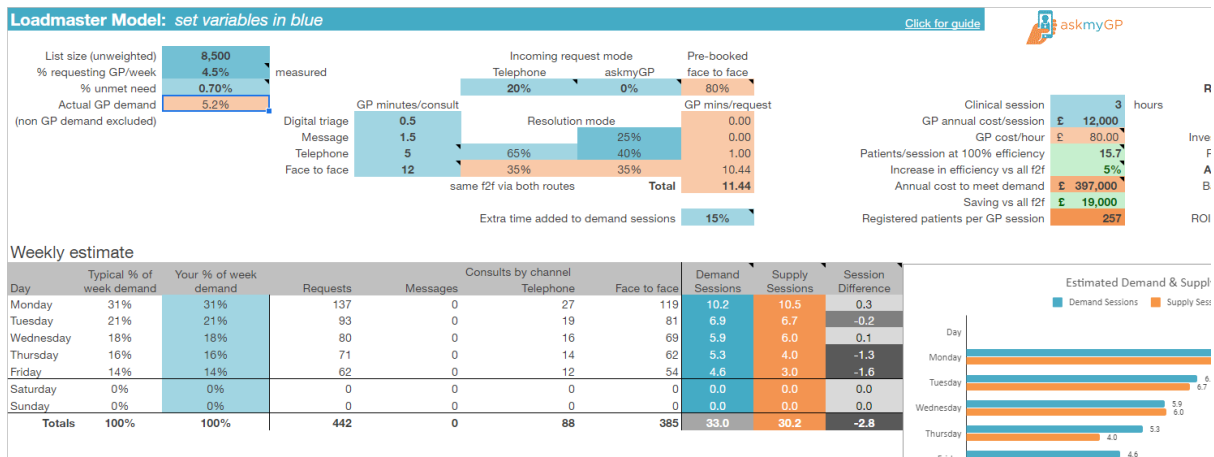 Loadmaster Model: set variables in blue Click for guide askmyGP
List size (unweighted) 8,500 Incoming request mode Pre-booked
% requesting GP/week 4.5% measured Telephone askmyGP face to face
% unmet need 0.70% 20% 0% 80%
Actual GP demand 5.2% GP minutes/consult GP mins/request Clinical session 3 hours
(non GP demand excluded) Digital triage 0.5 Resolution mode 0.00 GP annual cost/session £ 12,000
Message 1.5 25% 0.00 GP cost/hour £ 80.00
Telephone 5 65% 40% 1.00 Patients/session at 100% efficiency 15.7
Face to face 12 35% 35% 10.44 Increase in efficiency vs all f2f 5%
same f2f via both routes Total 11.44 Annual cost to meet demand £ 397,000
Saving vs all f2f £ 19,000
Extra time added to demand sessions 15% Registered patients per GP session 257 ROI
Weekly estimate
Typical % of Your % of week Consults by channel Demand Supply Session
Day week demand demand Requests Messages Telephone Face to face Sessions Sessions Difference
Monday 31% 31% 137 0 27 119 10.2 10.5 0.3
Tuesday 21% 21% 93 0 19 81 6.9 6.7 -0.2
Wednesday 18% 18% 80 0 16 69 5.9 6.0 0.1
Thursday 16% 16% 71 0 14 62 5.3 4.0 -1.3
Friday 14% 14% 62 0 12 54 4.6 3.0 -1.6
Saturday 0% 0% 0 0 0 0 0.0 0.0 0.0
Sunday 0% 0% 0 0 0 0 0.0 0.0 0.0
Totals 100% 100% 442 0 88 385 33.0 30.2 -2.8
Estimated Demand & Supply
Demand Sessions Supply
Day
Monday
Tuesday 6.7
Wednesday 5.9
6.0
Thursday 5.3
4.0
4.6